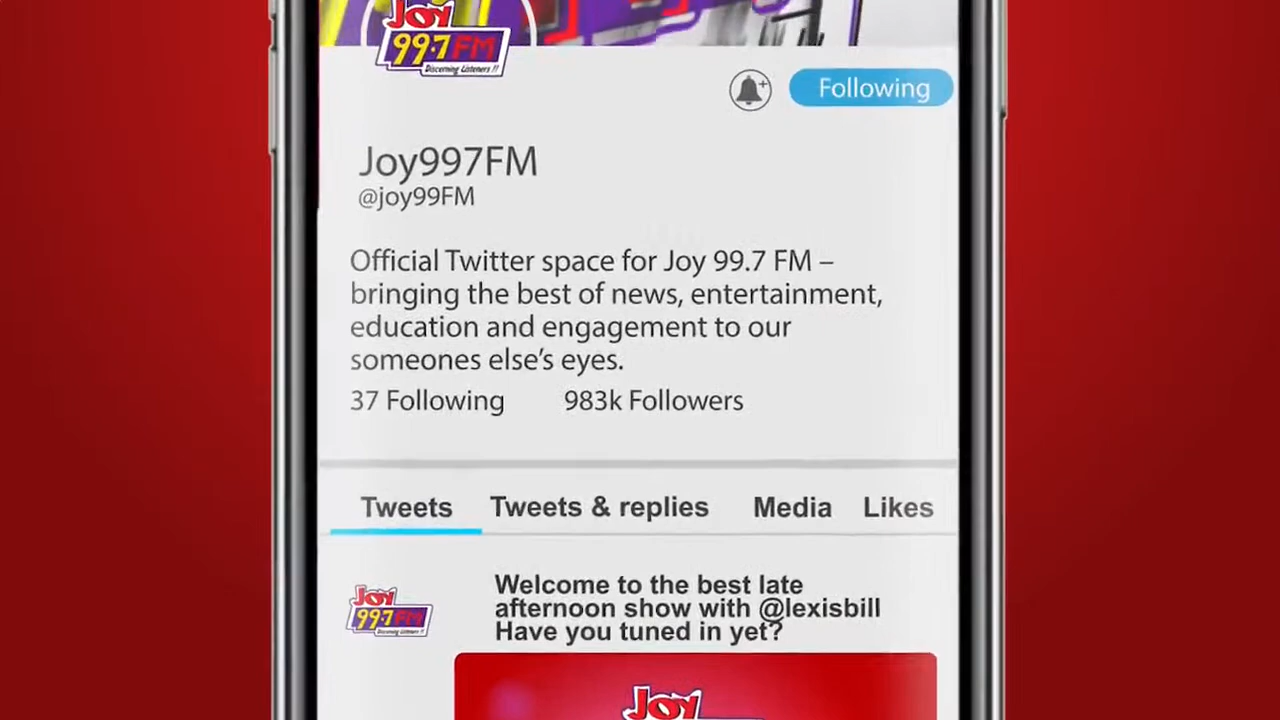 Joy
99.7 FM
Discerning Listeners !!
Following
Joy997FM
@joy99FM
Official Twitter space for Joy 99.7 FM –
bringing the best of news, entertainment,
education and engagement to our
someones else’s eyes.
37 Following 983k Followers
Tweets Tweets & replies Media Likes
Joy
99.7 FM
Discerning Listeners !!
Welcome to the best late
afternoon show with @lexisbill
Have you tuned in yet?
Joy